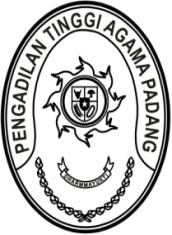 PENGADILAN TINGGI AGAMA PADANG
DHARMMAYUKTI